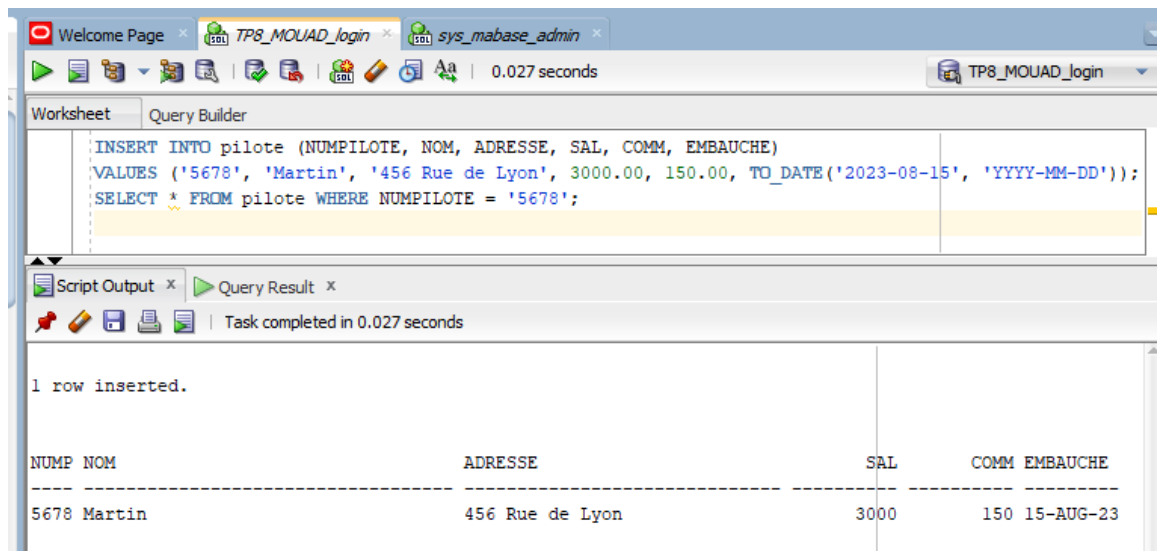 Welcome Page TP8_MOUAD_login sys_mabase_admin
0.027 seconds TP8_MOUAD_login
Worksheet Query Builder
INSERT INTO pilote (NUMPILOTE, NOM, ADRESSE, SAL, COMM, EMBAUCHE)
VALUES ('5678', 'Martin', '456 Rue de Lyon', 3000.00, 150.00, TO_DATE('2023-08-15', 'YYYY-MM-DD'));
SELECT * FROM pilote WHERE NUMPILOTE = '5678';
Script Output x Query Result x
Task completed in 0.027 seconds
1 row inserted.
NUMP NOM ADRESSE SAL COMM EMBAUCHE
---- ----------------------------------- ------------------------------ ---------- ---------- ---------
5678 Martin 456 Rue de Lyon 3000 150 15-AUG-23